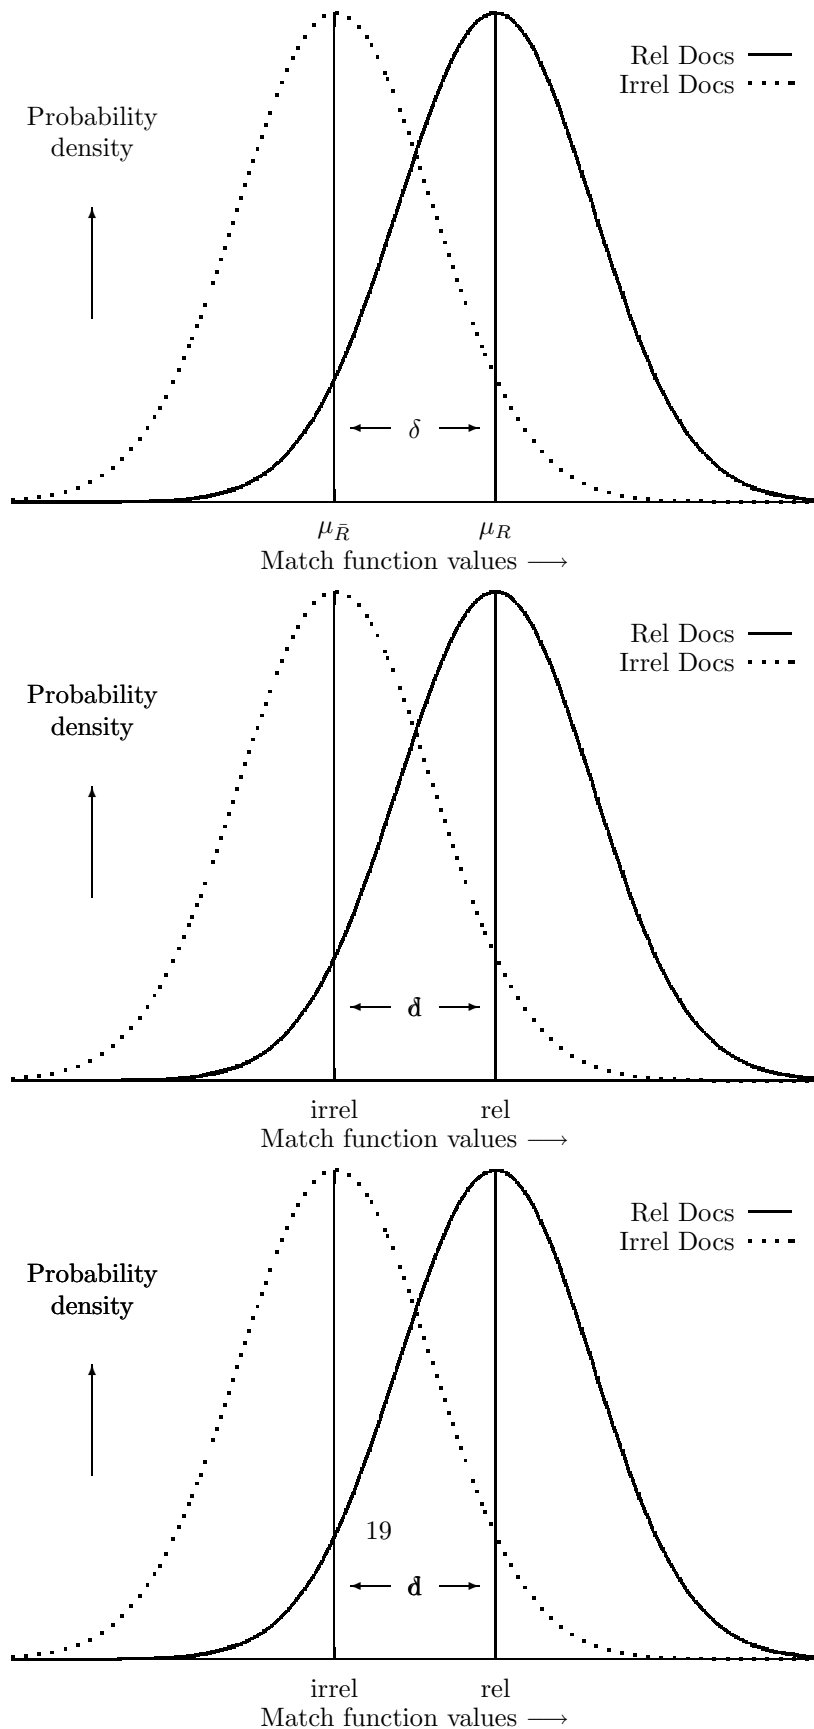 Rel Docs
Irrel Docs
Probability
density
δ
μ_R̄ μ_R
Match function values →
Rel Docs
Irrel Docs
Probability
density
d
irrel rel
Match function values →
Rel Docs
Irrel Docs
Probability
density
19
d
irrel rel
Match function values →